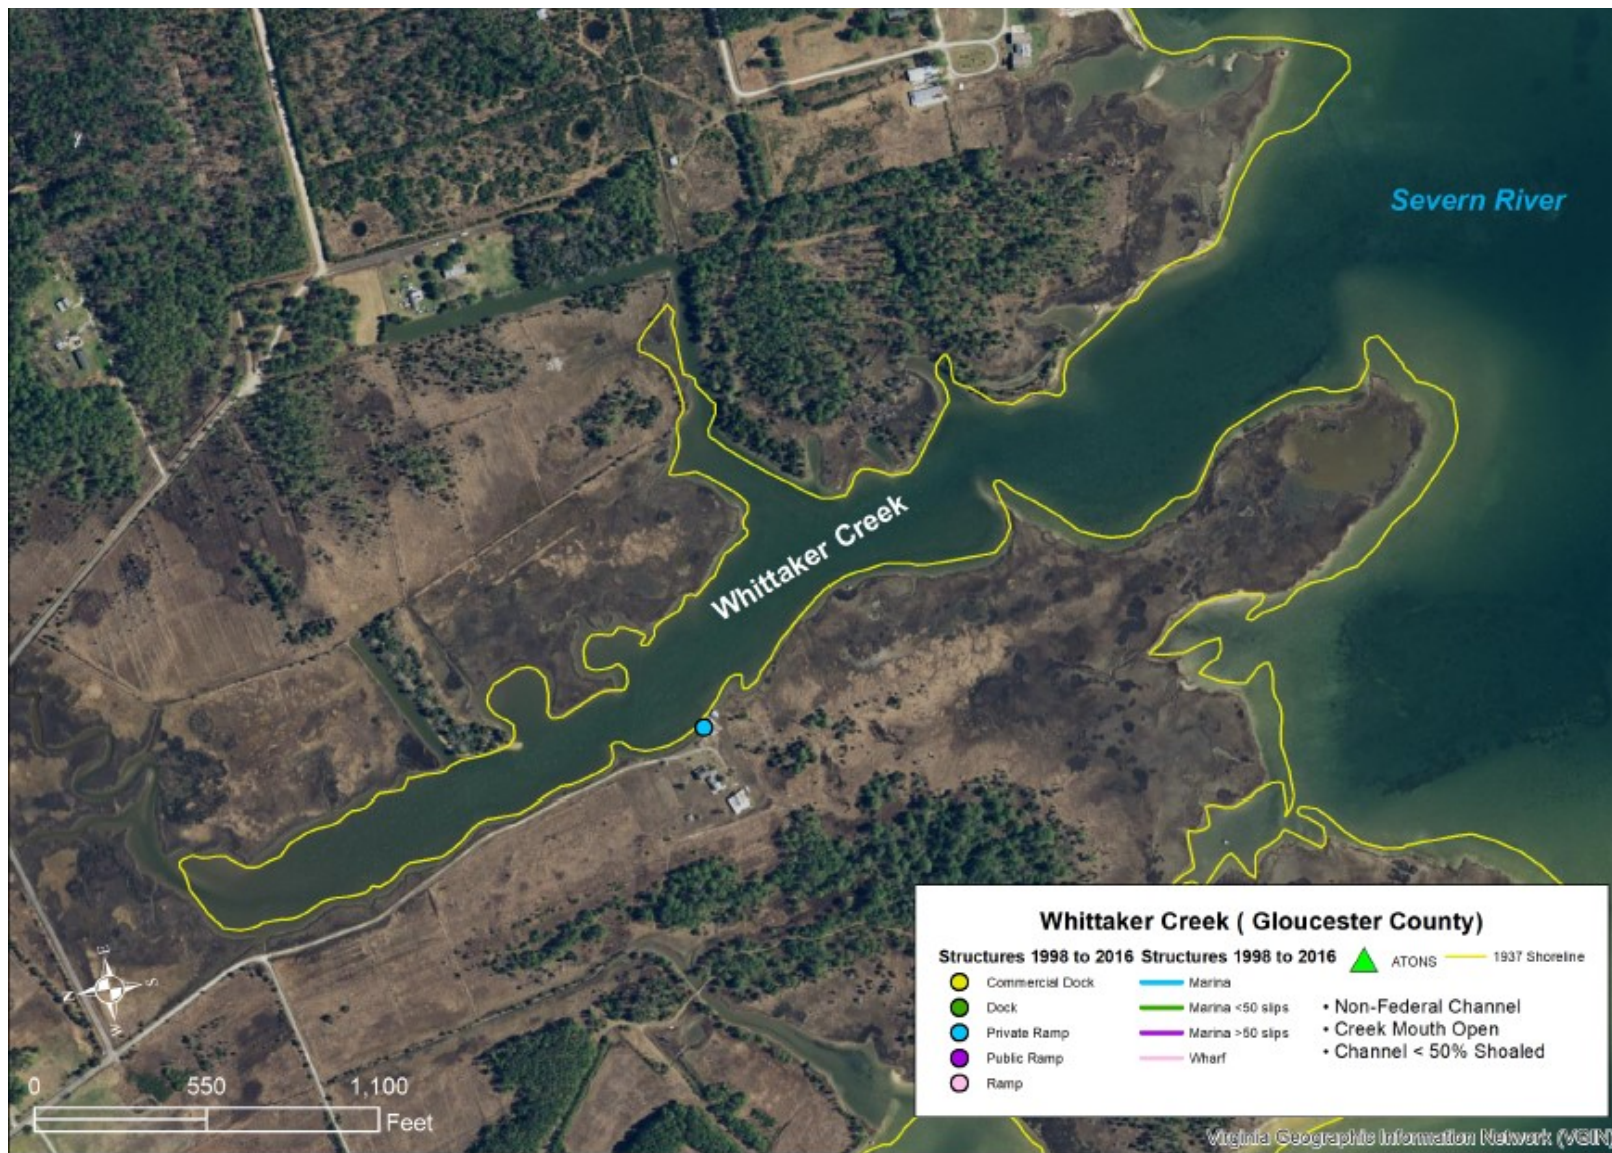 Severn River
Whittaker Creek
Whittaker Creek ( Gloucester County)
Structures 1998 to 2016 Structures 1998 to 2016 ATONS 1937 Shoreline
Commercial Dock Marina
Dock Marina <50 slips • Non-Federal Channel
Private Ramp Marina >50 slips • Creek Mouth Open
Public Ramp Wharf • Channel < 50% Shoaled
Ramp
E
N S
W
0 550 1,100
Feet
Virginia Geographic Information Network (VGIN)